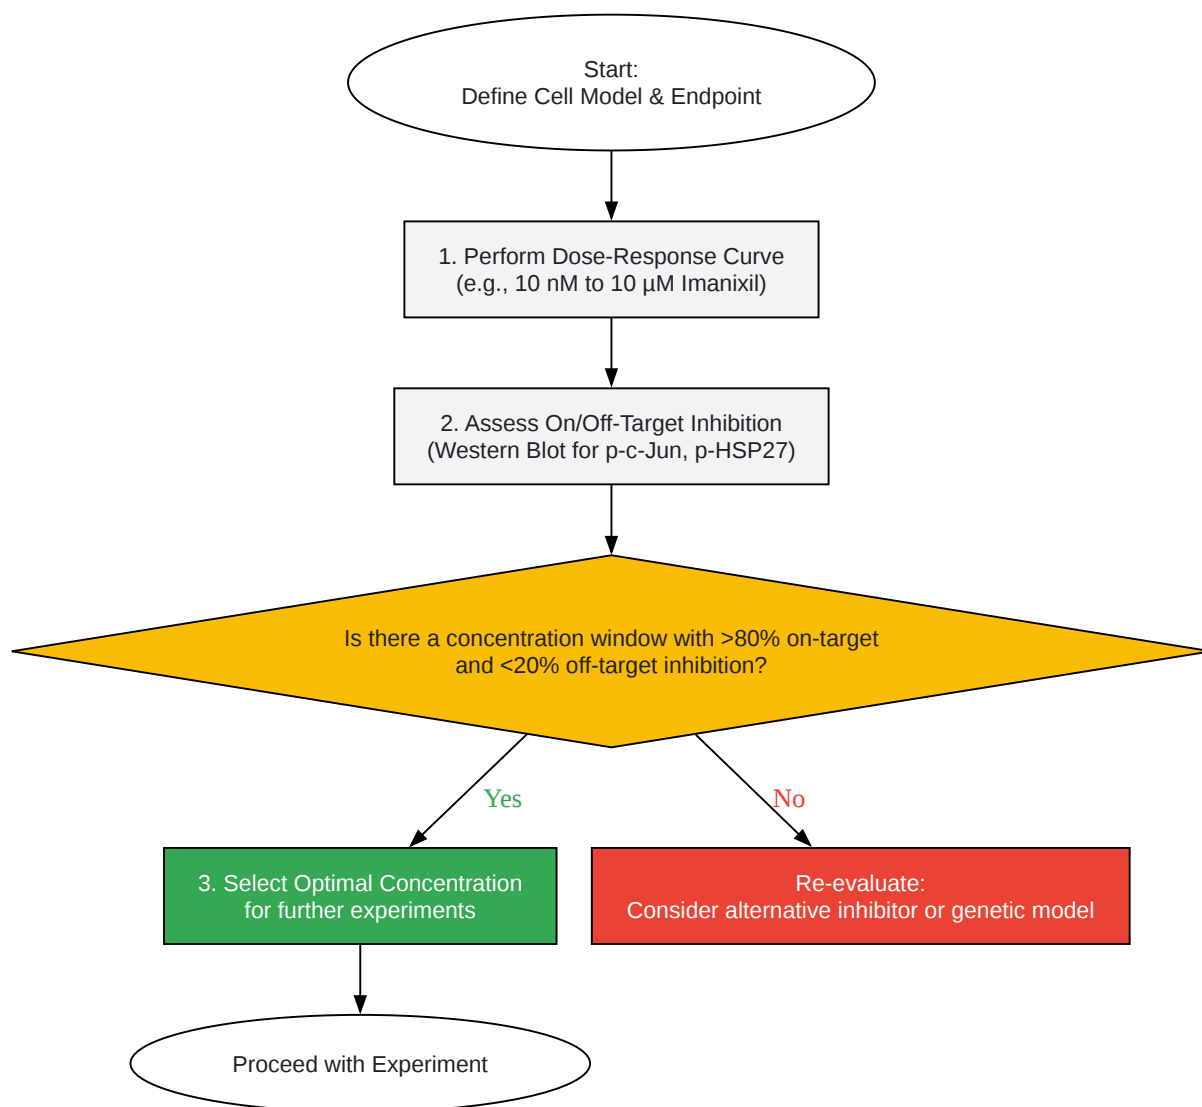 Start:
Define Cell Model & Endpoint
1. Perform Dose-Response Curve
(e.g., 10 nM to 10 µM Imanixil)
2. Assess On/Off-Target Inhibition
(Western Blot for p-c-Jun, p-HSP27)
Is there a concentration window with >80% on-target
and <20% off-target inhibition?
Yes
No
3. Select Optimal Concentration
for further experiments
Re-evaluate:
Consider alternative inhibitor or genetic model
Proceed with Experiment